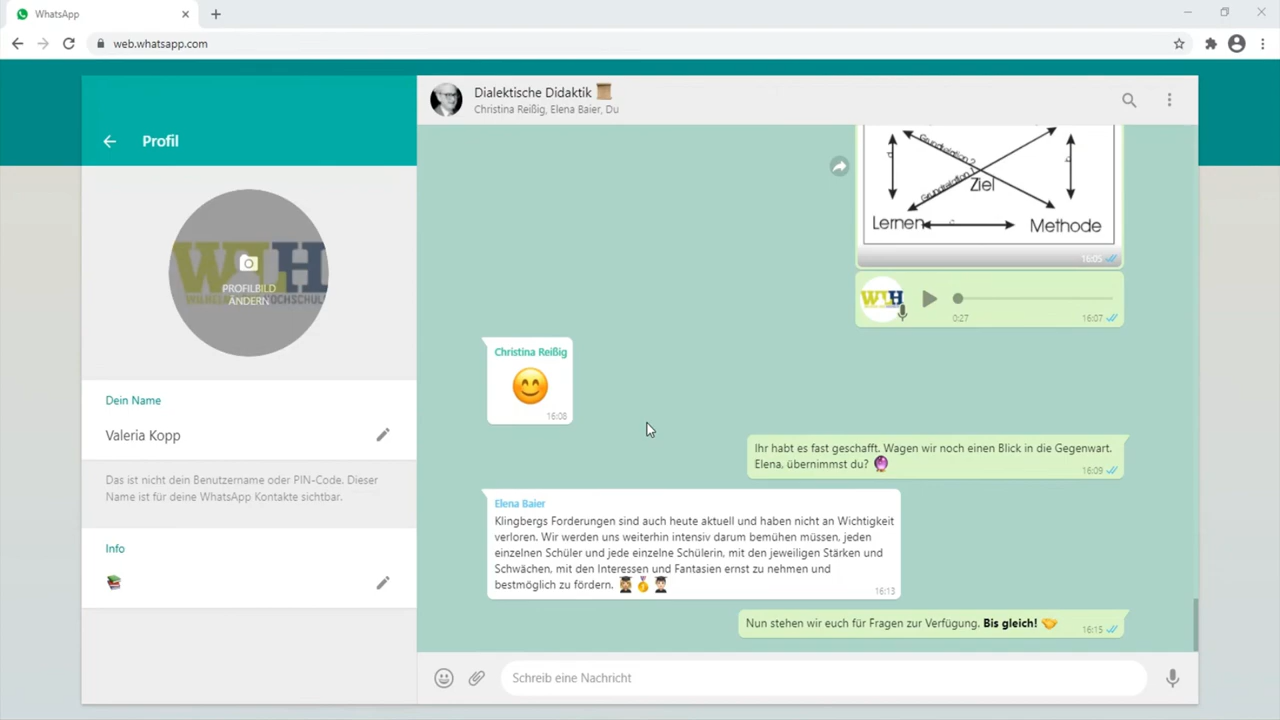 WhatsApp
web.whatsapp.com
Profil
PROFILBILD
ÄNDERN
Dein Name
Valeria Kopp
Das ist nicht dein Benutzername oder PIN-Code. Dieser
Name ist für deine WhatsApp Kontakte sichtbar.
Info
Dialektische Didaktik
Christina Reißig, Elena Baier, Du
Grundrelation 2
Grundrelation 1
Ziel
Lernen
Methode
16:05
WLH
0:27
16:07
Christina Reißig
16:08
Ihr habt es fast geschafft. Wagen wir noch einen Blick in die Gegenwart.
Elena, übernimmst du?
16:09
Elena Baier
Klingbergs Forderungen sind auch heute aktuell und haben nicht an Wichtigkeit
verloren. Wir werden uns weiterhin intensiv darum bemühen müssen, jeden
einzelnen Schüler und jede einzelne Schülerin, mit den jeweiligen Stärken und
Schwächen, mit den Interessen und Fantasien ernst zu nehmen und
bestmöglich zu fördern.
16:13
Nun stehen wir euch für Fragen zur Verfügung. Bis gleich!
16:15
Schreib eine Nachricht